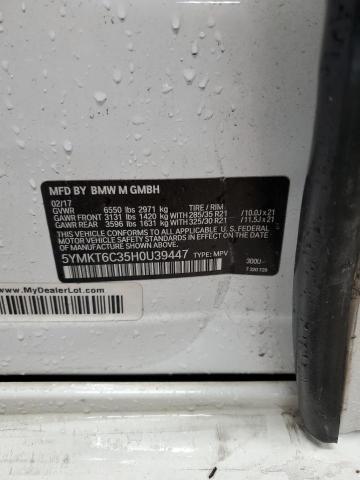 MFD BY BMW M GMBH
02/17
TIRE / RIM
GVWR 6550 lbs 2971 kg
GAWR FRONT 3131 lbs 1420 kg WITH 285/35 R21 /10.0J x 21
GAWR REAR 3596 lbs 1631 kg WITH 325/30 R21 /11.5J x 21
THIS VEHICLE CONFORMS TO ALL APPLICABLE U.S. FEDERAL
MOTOR VEHICLE SAFETY STANDARDS IN EFFECT ON THE DATE
OF MANUFACTURE SHOWN ABOVE.
5YMKT6C35H0U39447 TYPE: MPV 300U--
www.MyDealerLot.com